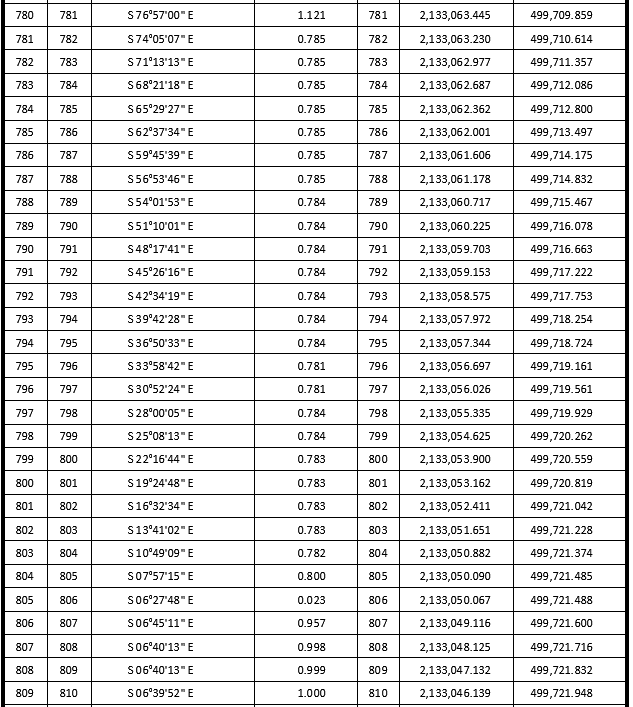 780 781 S 76°57'00" E 1.121 781 2,133,063.445 499,709.859
781 782 S 74°05'07" E 0.785 782 2,133,063.230 499,710.614
782 783 S 71°13'13" E 0.785 783 2,133,062.977 499,711.357
783 784 S 68°21'18" E 0.785 784 2,133,062.687 499,712.086
784 785 S 65°29'27" E 0.785 785 2,133,062.362 499,712.800
785 786 S 62°37'34" E 0.785 786 2,133,062.001 499,713.497
786 787 S 59°45'39" E 0.785 787 2,133,061.606 499,714.175
787 788 S 56°53'46" E 0.785 788 2,133,061.178 499,714.832
788 789 S 54°01'53" E 0.784 789 2,133,060.717 499,715.467
789 790 S 51°10'01" E 0.784 790 2,133,060.225 499,716.078
790 791 S 48°17'41" E 0.784 791 2,133,059.703 499,716.663
791 792 S 45°26'16" E 0.784 792 2,133,059.153 499,717.222
792 793 S 42°34'19" E 0.784 793 2,133,058.575 499,717.753
793 794 S 39°42'28" E 0.784 794 2,133,057.972 499,718.254
794 795 S 36°50'33" E 0.784 795 2,133,057.344 499,718.724
795 796 S 33°58'42" E 0.781 796 2,133,056.697 499,719.161
796 797 S 30°52'24" E 0.781 797 2,133,056.026 499,719.561
797 798 S 28°00'05" E 0.784 798 2,133,055.335 499,719.929
798 799 S 25°08'13" E 0.784 799 2,133,054.625 499,720.262
799 800 S 22°16'44" E 0.783 800 2,133,053.900 499,720.559
800 801 S 19°24'48" E 0.783 801 2,133,053.162 499,720.819
801 802 S 16°32'34" E 0.783 802 2,133,052.411 499,721.042
802 803 S 13°41'02" E 0.783 803 2,133,051.651 499,721.228
803 804 S 10°49'09" E 0.782 804 2,133,050.882 499,721.374
804 805 S 07°57'15" E 0.800 805 2,133,050.090 499,721.485
805 806 S 06°27'48" E 0.023 806 2,133,050.067 499,721.488
806 807 S 06°45'11" E 0.957 807 2,133,049.116 499,721.600
807 808 S 06°40'13" E 0.998 808 2,133,048.125 499,721.716
808 809 S 06°40'13" E 0.999 809 2,133,047.132 499,721.832
809 810 S 06°39'52" E 1.000 810 2,133,046.139 499,721.948